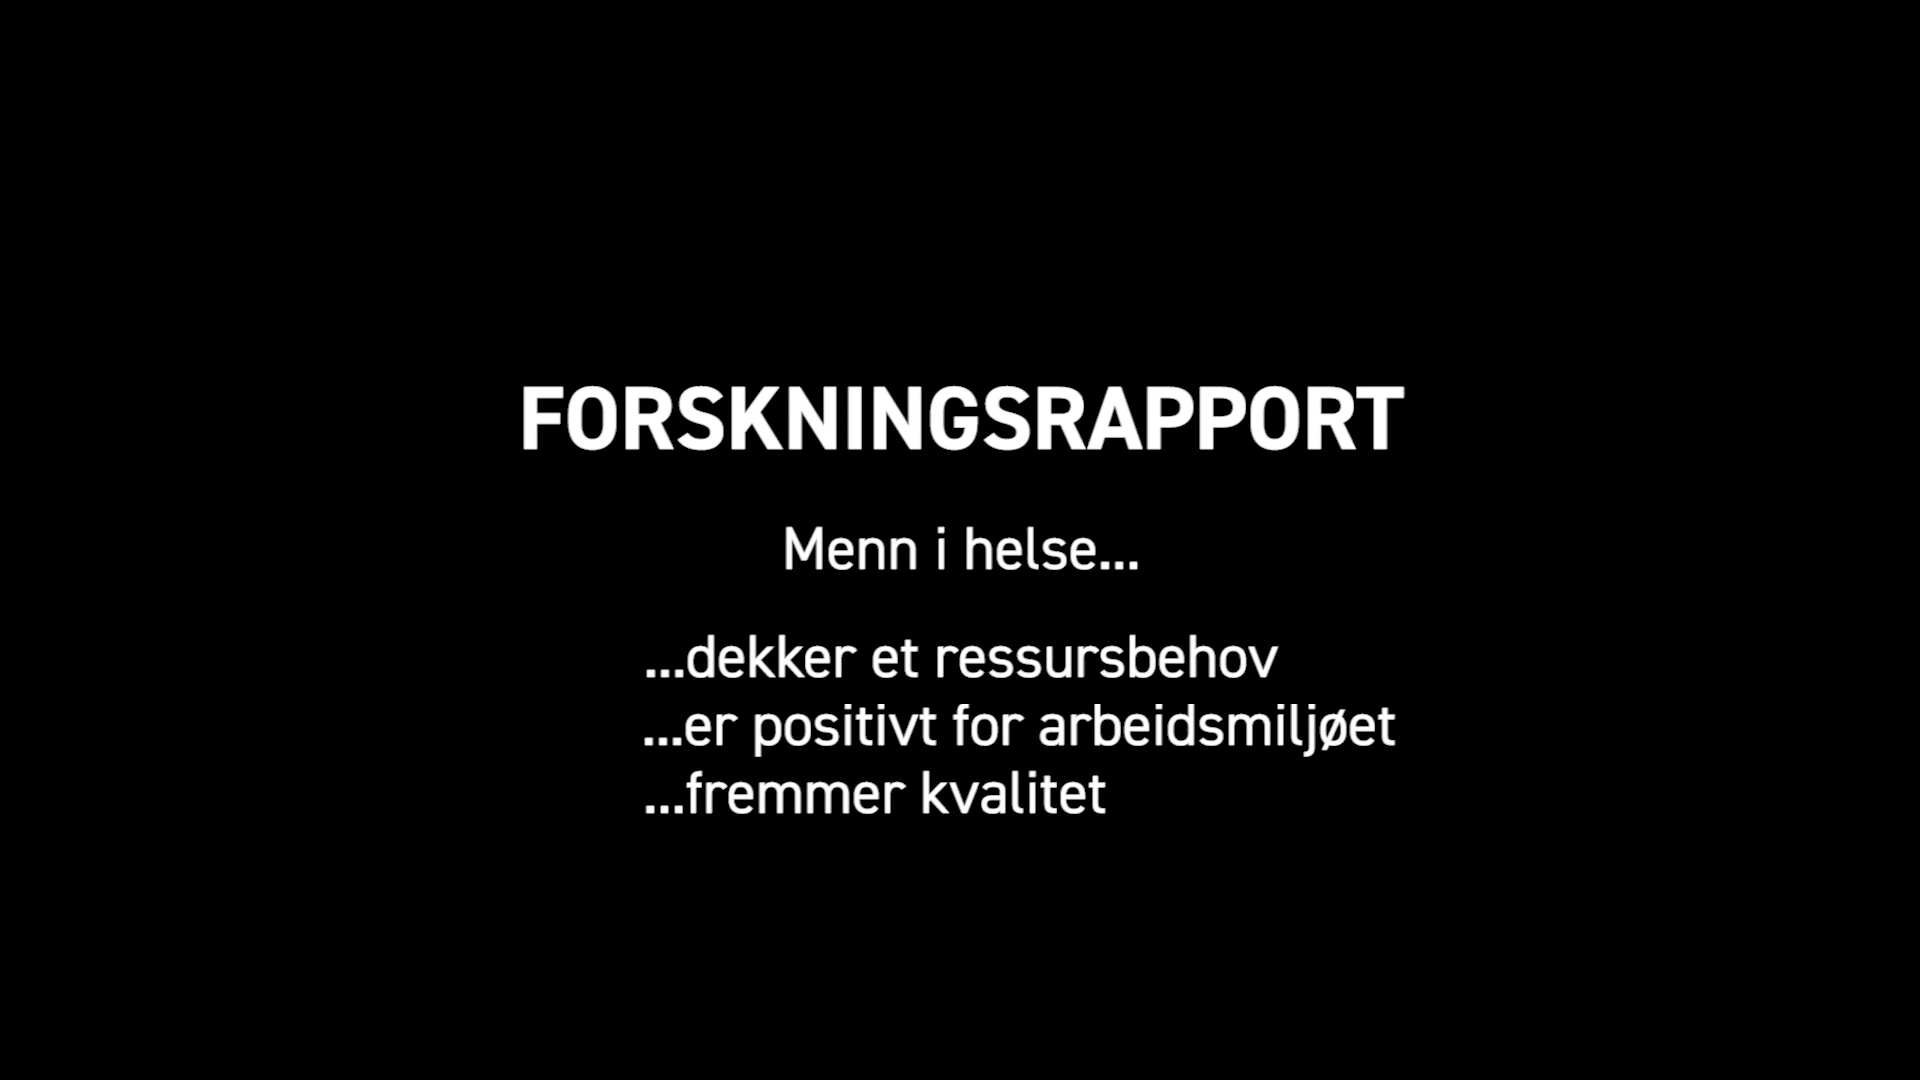 FORSKNINGSRAPPORT
Menn i helse...
...dekker et ressursbehov
...er positivt for arbeidsmiljøet
...fremmer kvalitet